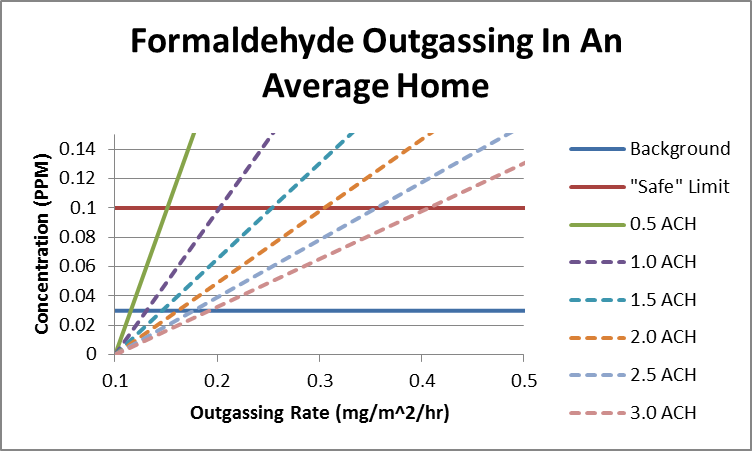 Formaldehyde Outgassing In An
Average Home
Concentration (PPM)
0.14
0.12
0.1
0.08
0.06
0.04
0.02
0
0.1 0.2 0.3 0.4 0.5
Outgassing Rate (mg/m^2/hr)
Background
"Safe" Limit
0.5 ACH
1.0 ACH
1.5 ACH
2.0 ACH
2.5 ACH
3.0 ACH